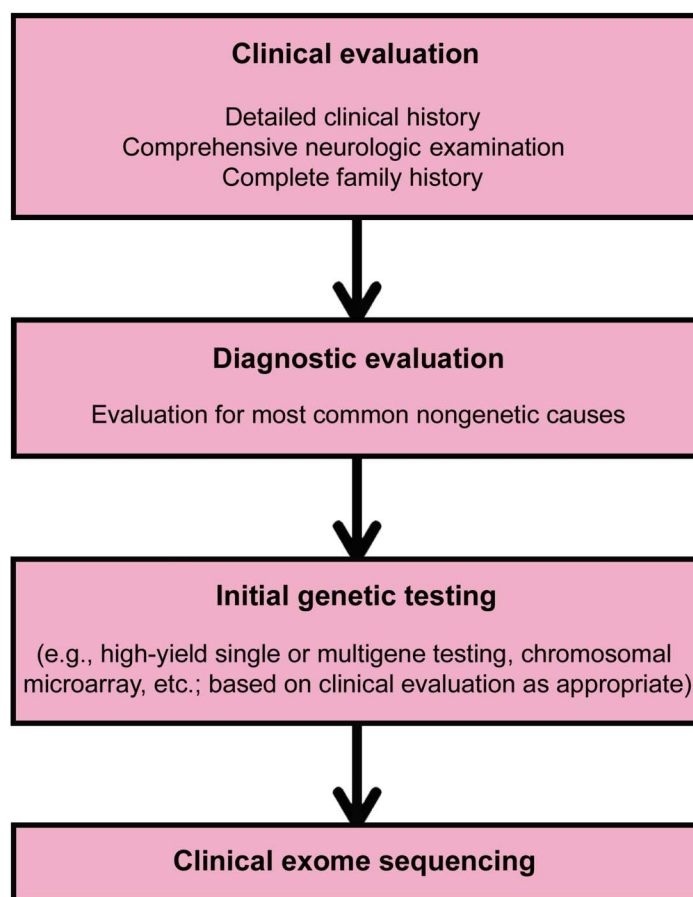 Clinical evaluation
Detailed clinical history
Comprehensive neurologic examination
Complete family history
Diagnostic evaluation
Evaluation for most common nongenetic causes
Initial genetic testing
(e.g., high-yield single or multigene testing, chromosomal
microarray, etc.; based on clinical evaluation as appropriate)
Clinical exome sequencing